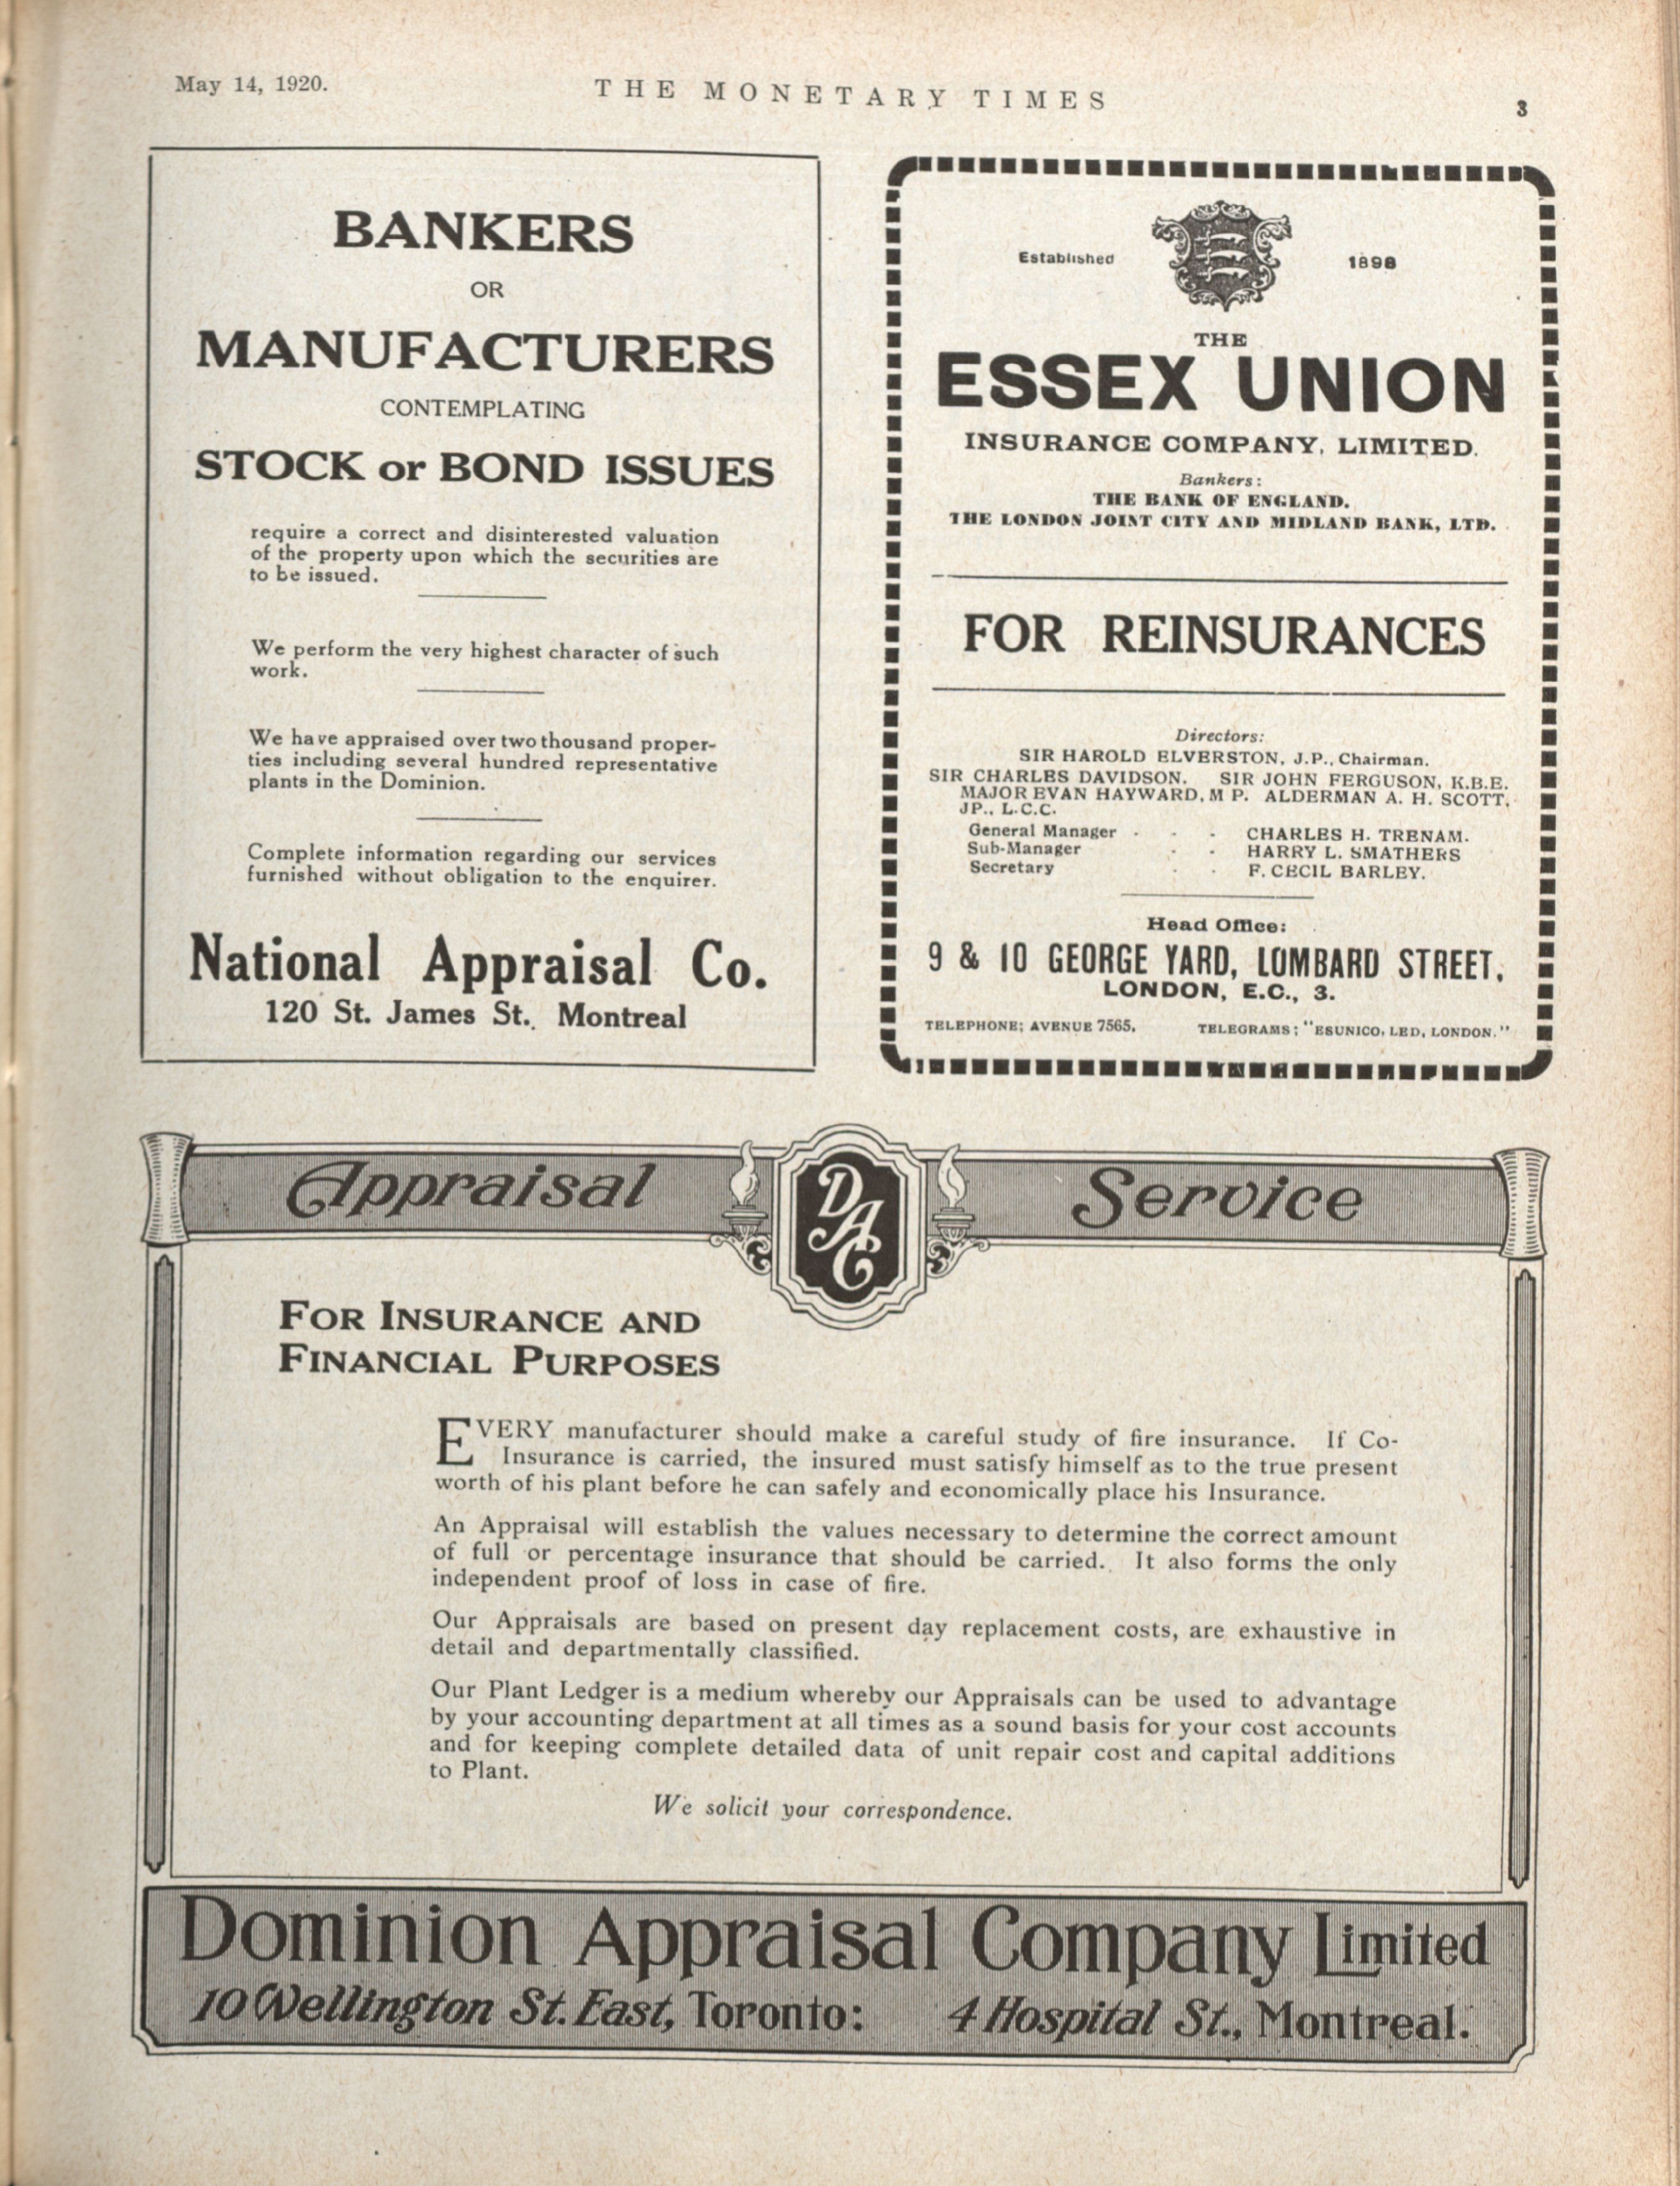 May 14, 1920.
THE MONETARY TIMES
3
BANKERS
OR
MANUFACTURERS
CONTEMPLATING
STOCK or BOND ISSUES
require a correct and disinterested valuation
of the property upon which the securities are
to be issued.
We perform the very highest character of such
work.
We have appraised over two thousand proper-
ties including several hundred representative
plants in the Dominion.
Complete information regarding our services
furnished without obligation to the enquirer.
National Appraisal Co.
120 St. James St., Montreal
Established 1898
THE
ESSEX UNION
INSURANCE COMPANY, LIMITED.
Bankers:
THE BANK OF ENGLAND.
THE LONDON JOINT CITY AND MIDLAND BANK, LTD.
FOR REINSURANCES
Directors:
SIR HAROLD ELVERSTON, J.P., Chairman.
SIR CHARLES DAVIDSON. SIR JOHN FERGUSON, K.B.E.
MAJOR EVAN HAYWARD, M P. ALDERMAN A. H. SCOTT,
JP., L.C.C.
General Manager - - - CHARLES H. TRENAM.
Sub-Manager - - HARRY L. SMATHERS
Secretary - - F. CECIL BARLEY.
Head Office:
9 & 10 GEORGE YARD, LOMBARD STREET,
LONDON, E.C., 3.
TELEPHONE; AVENUE 7565. TELEGRAMS; "ESUNICO, LED, LONDON."
Appraisal DAC Service
FOR INSURANCE AND
FINANCIAL PURPOSES
EVERY manufacturer should make a careful study of fire insurance. If Co-
Insurance is carried, the insured must satisfy himself as to the true present
worth of his plant before he can safely and economically place his Insurance.
An Appraisal will establish the values necessary to determine the correct amount
of full or percentage insurance that should be carried. It also forms the only
independent proof of loss in case of fire.
Our Appraisals are based on present day replacement costs, are exhaustive in
detail and departmentally classified.
Our Plant Ledger is a medium whereby our Appraisals can be used to advantage
by your accounting department at all times as a sound basis for your cost accounts
and for keeping complete detailed data of unit repair cost and capital additions
to Plant.
We solicit your correspondence.
Dominion Appraisal Company Limited
10 Wellington St. East, Toronto: 4 Hospital St., Montreal.